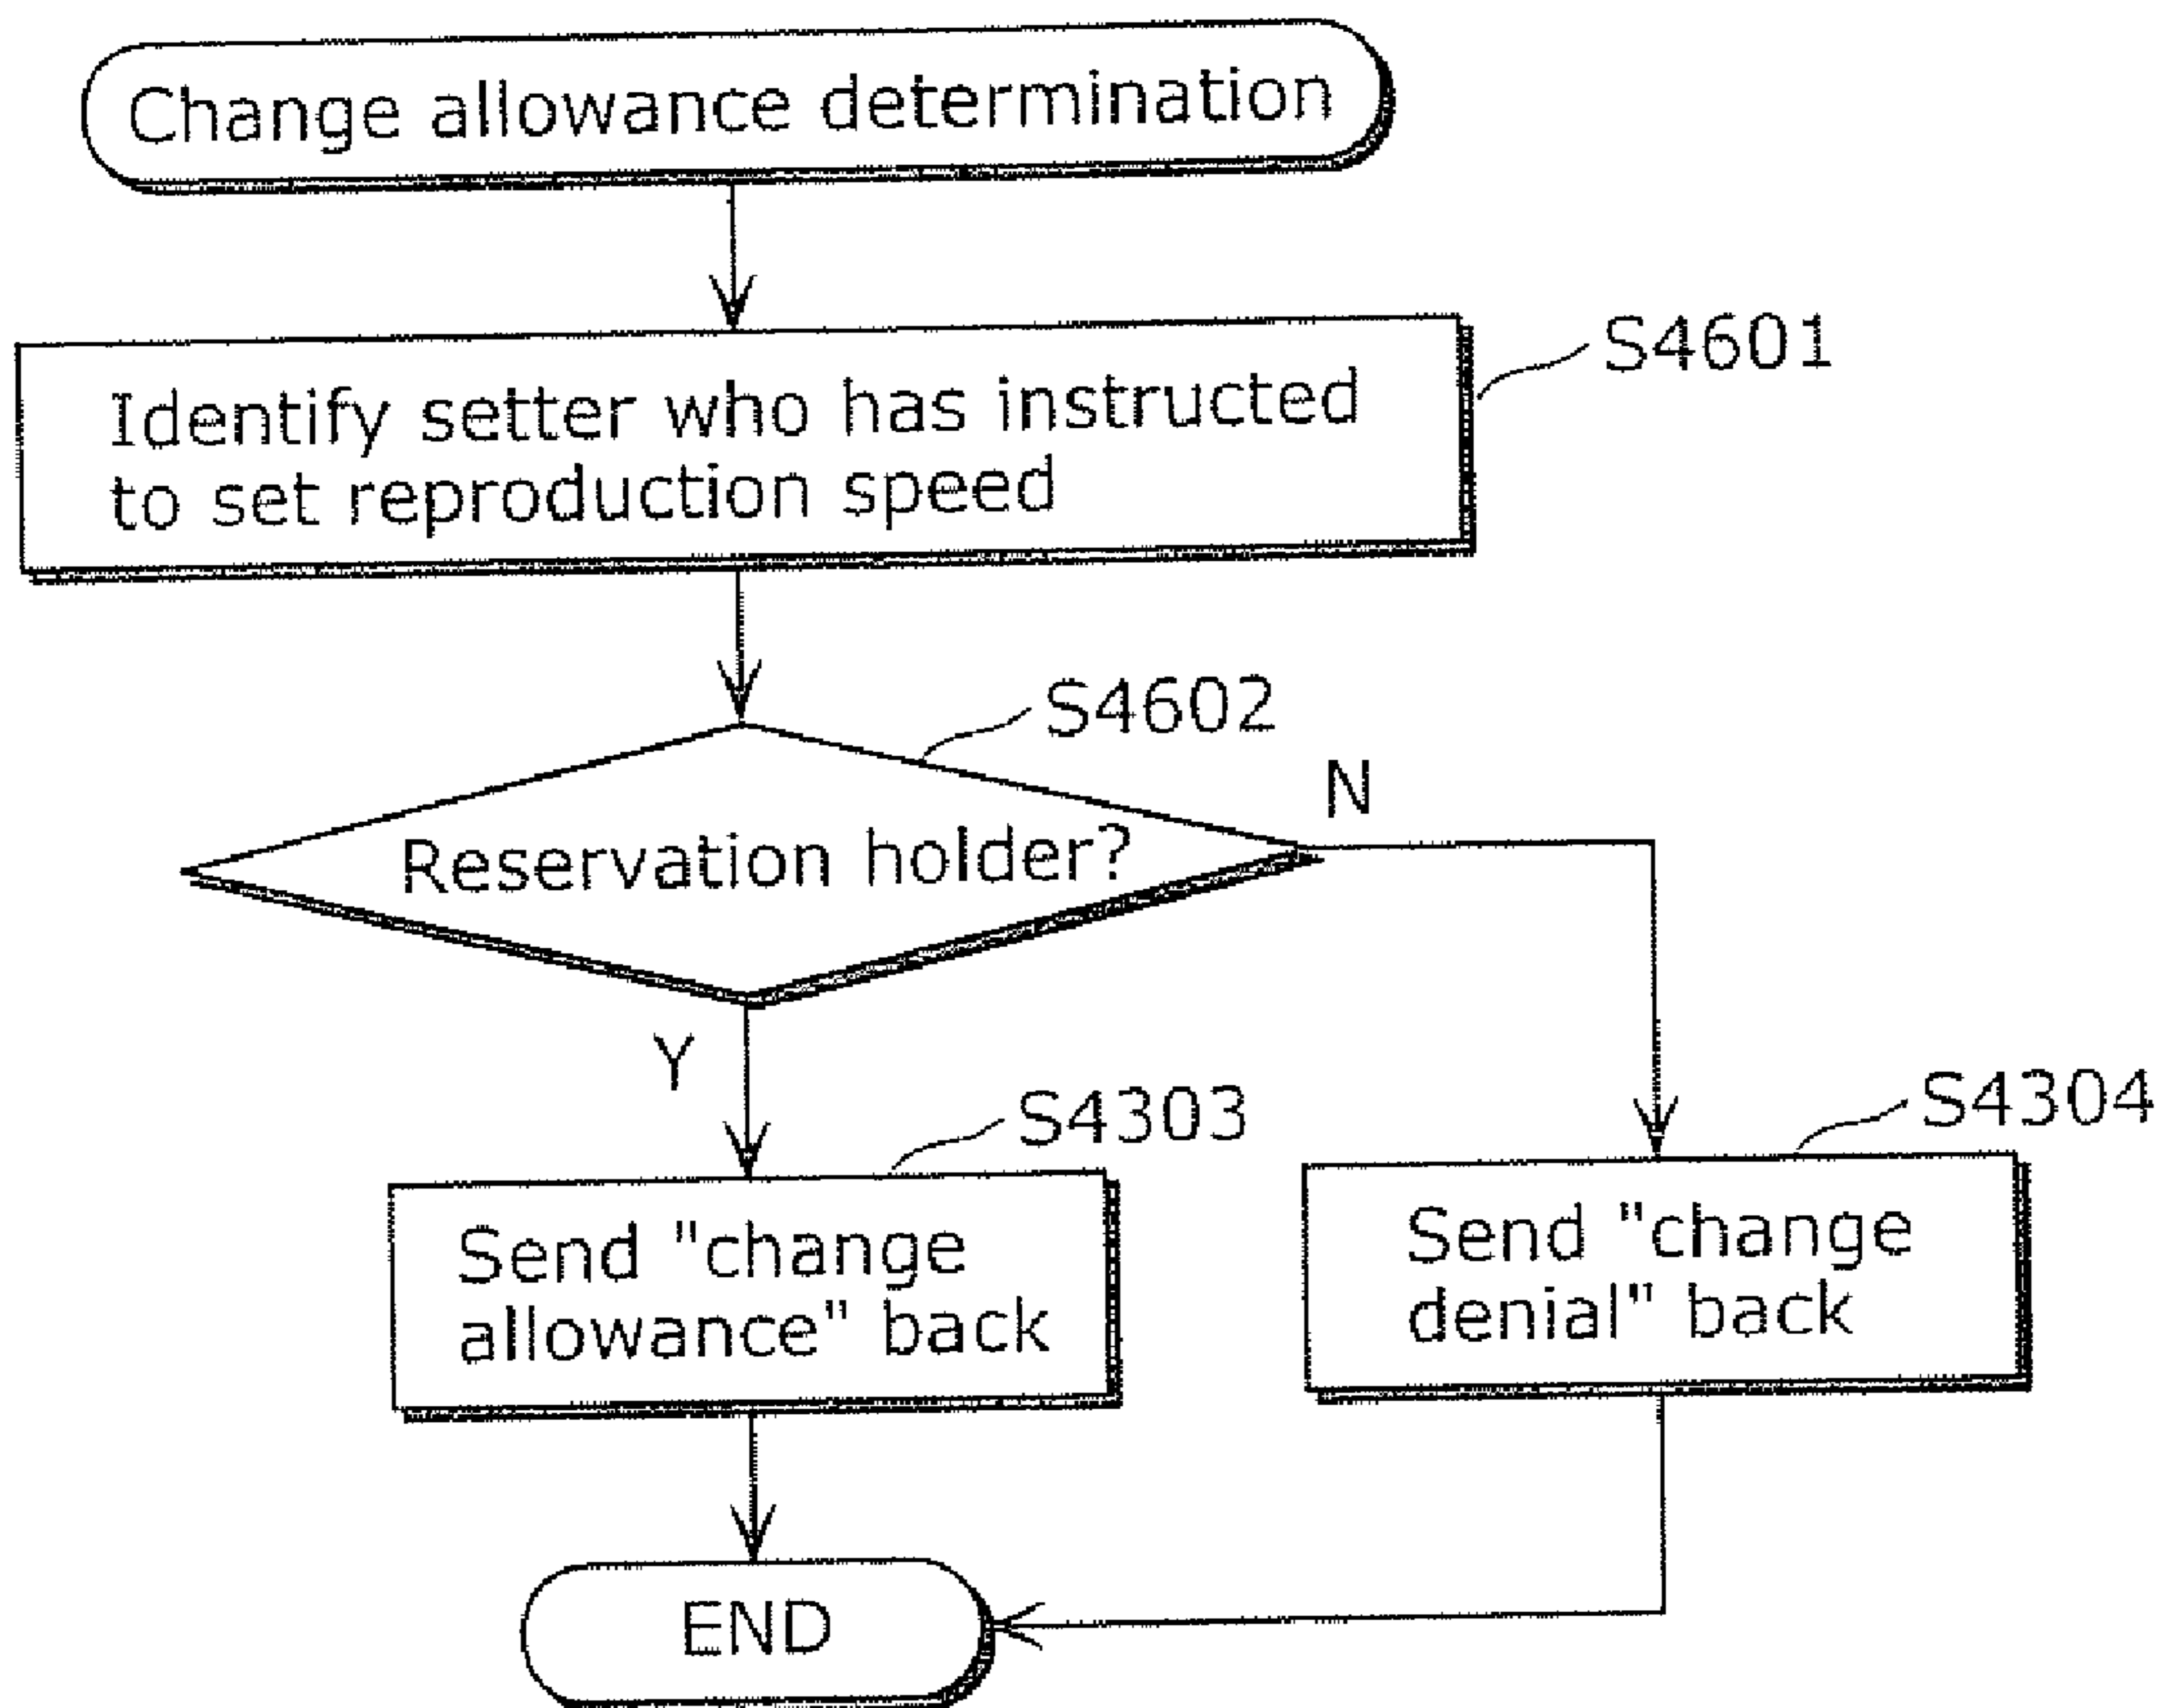 Change allowance determination
S4601
Identify setter who has instructed
to set reproduction speed
S4602
N
Reservation holder?
Y
S4303
S4304
Send "change
allowance" back
Send "change
denial" back
END